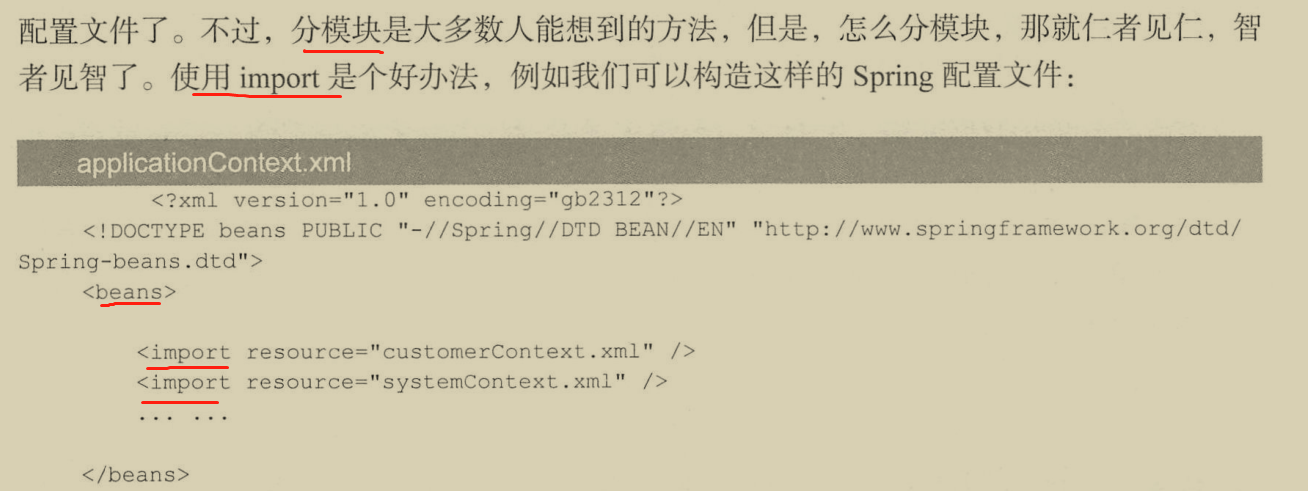 配置文件了。不过，分模块是大多数人能想到的方法，但是，怎么分模块，那就仁者见仁，智
者见智了。使用 import 是个好办法，例如我们可以构造这样的 Spring 配置文件：
applicationContext.xml
<?xml version="1.0" encoding="gb2312"?>
<!DOCTYPE beans PUBLIC "-//Spring//DTD BEAN//EN" "http://www.springframework.org/dtd/
Spring-beans.dtd">
<beans>
<import resource="customerContext.xml" />
<import resource="systemContext.xml" />
... ...
</beans>